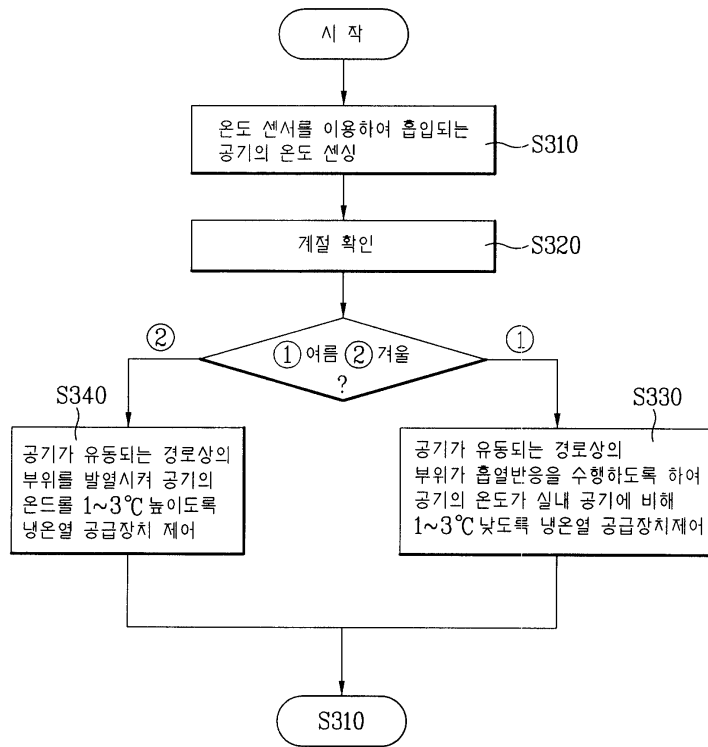 시 작
온도 센서를 이용하여 흡입되는
공기의 온도 센싱
S310
계절 확인
S320
②
① 여름 ② 겨울
?
①
S340
공기가 유동되는 경로상의
부위를 발열시켜 공기의
온드롤 1~3℃ 높이도록
냉온열 공급장치 제어
S330
공기가 유동되는 경로상의
부위가 흡열반응을 수행하도록 하여
공기의 온도가 실내 공기에 비해
1~3℃ 낮도록 냉온열 공급장치제어
S310